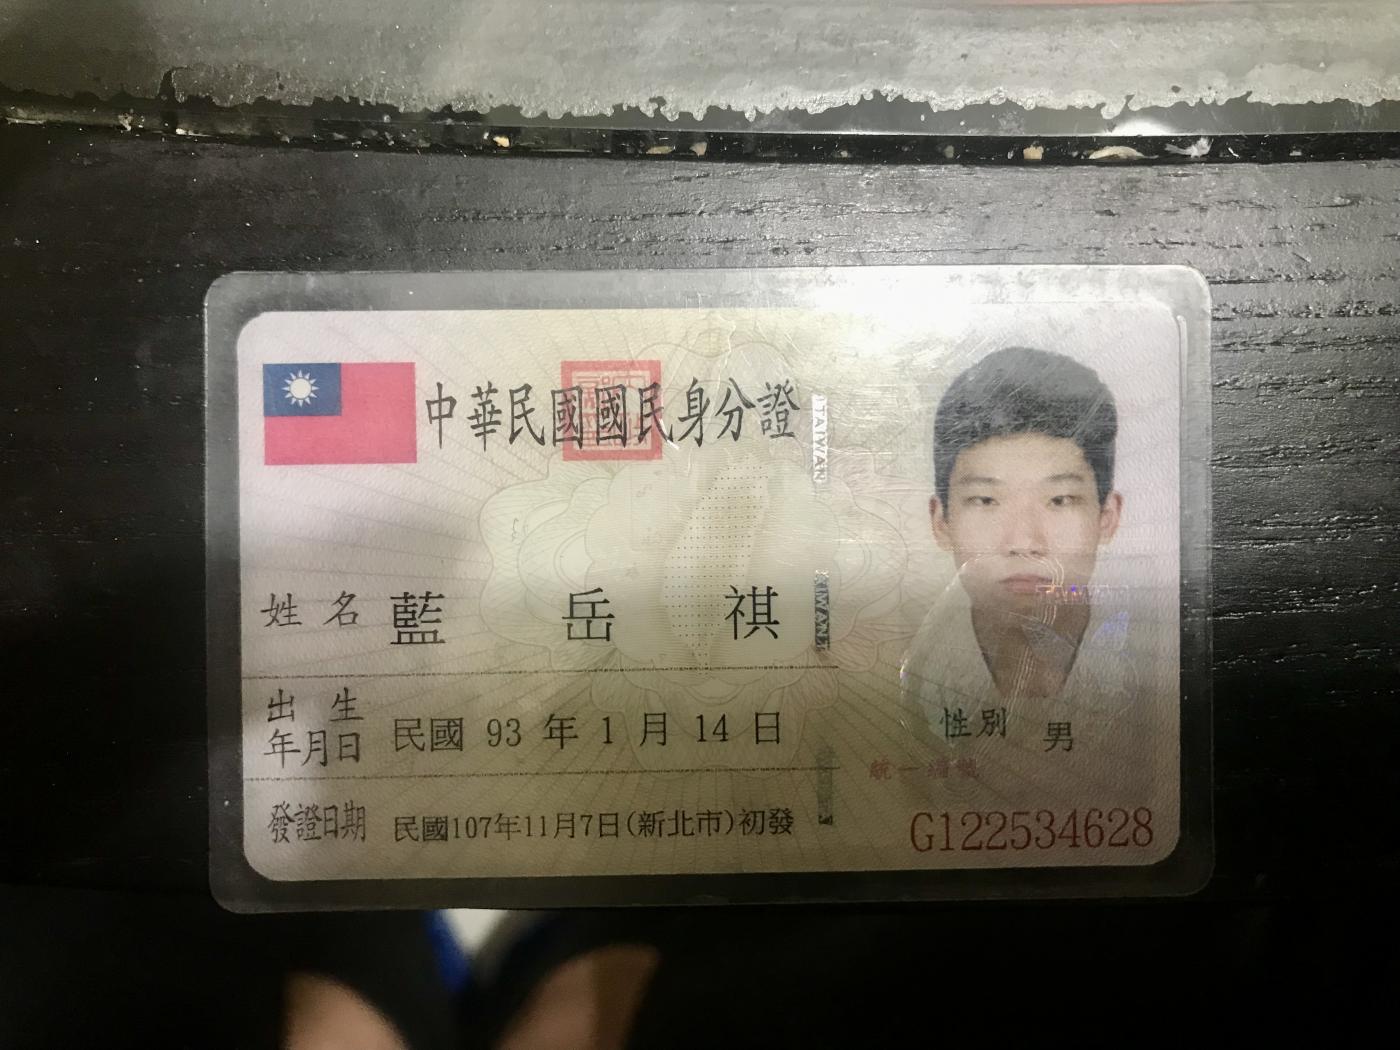 中華民國國民身分證
TAIWAN
姓名 藍岳祺
TAIWAN
出生年月日 民國 93 年 1 月 14 日
性別 男
發證日期 民國107年11月7日(新北市)初發
統一編號
G122534628